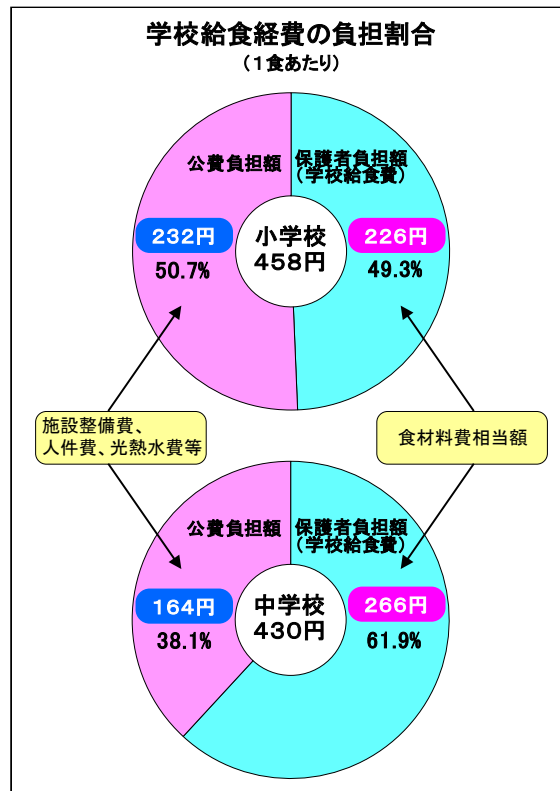 学校給食経費の負担割合
（１食あたり）
公費負担額
保護者負担額
（学校給食費）
232円
50.7%
小学校
458円
226円
49.3%
施設整備費、
人件費、光熱水費等
食材料費相当額
公費負担額
保護者負担額
（学校給食費）
164円
38.1%
中学校
430円
266円
61.9%